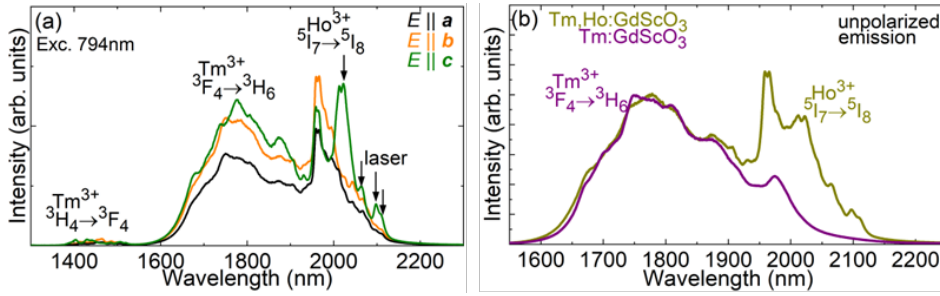 (a)
Exc. 794nm
Ho³⁺
⁵I₇→⁵I₈
E || a
E || b
E || c
Tm³⁺
³F₄→³H₆
laser
Tm³⁺
³H₄→³F₄
Intensity (arb. units)
1400 1600 1800 2000 2200
Wavelength (nm)
(b)
Tm,Ho:GdScO₃
Tm:GdScO₃
unpolarized
emission
Tm³⁺
³F₄→³H₆
Ho³⁺
⁵I₇→⁵I₈
Intensity (arb. units)
1600 1700 1800 1900 2000 2100 2200
Wavelength (nm)